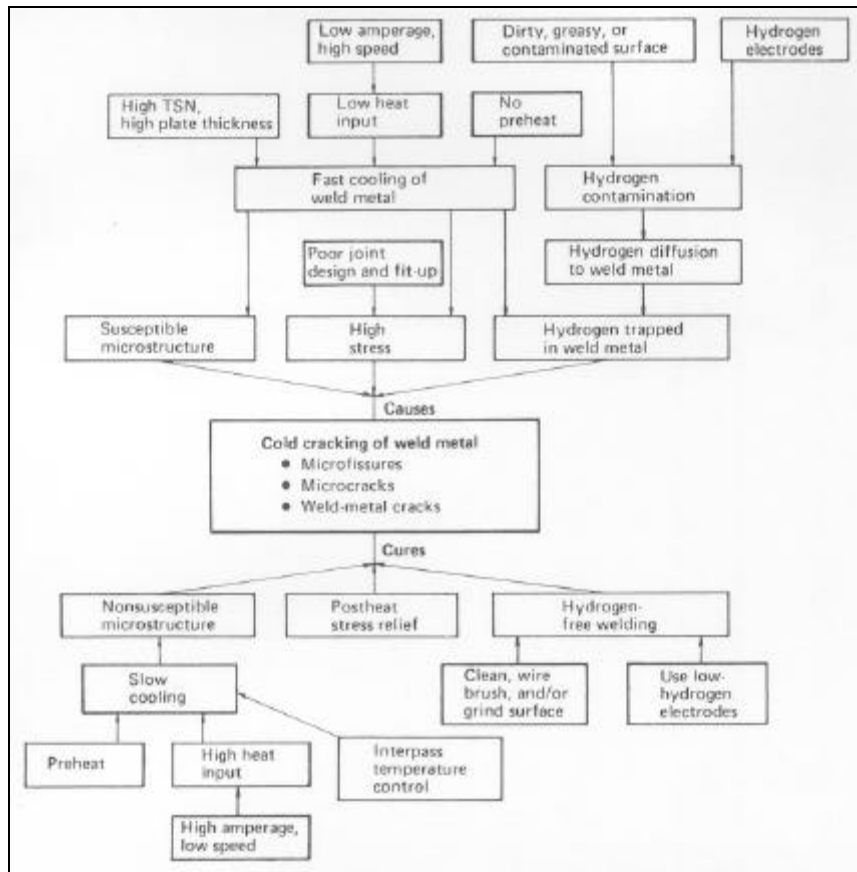 Low amperage,
high speed
Dirty, greasy, or
contaminated surface
Hydrogen
electrodes
High TSN,
high plate thickness
Low heat
input
No
preheat
Fast cooling of
weld metal
Hydrogen
contamination
Poor joint
design and fit-up
Hydrogen diffusion
to weld metal
Susceptible
microstructure
High
stress
Hydrogen trapped
in weld metal
Causes
Cold cracking of weld metal
● Microfissures
● Microcracks
● Weld-metal cracks
Cures
Nonsusceptible
microstructure
Postheat
stress relief
Hydrogen-
free welding
Slow
cooling
Clean, wire
brush, and/or
grind surface
Use low-
hydrogen
electrodes
Preheat
High heat
input
Interpass
temperature
control
High amperage,
low speed